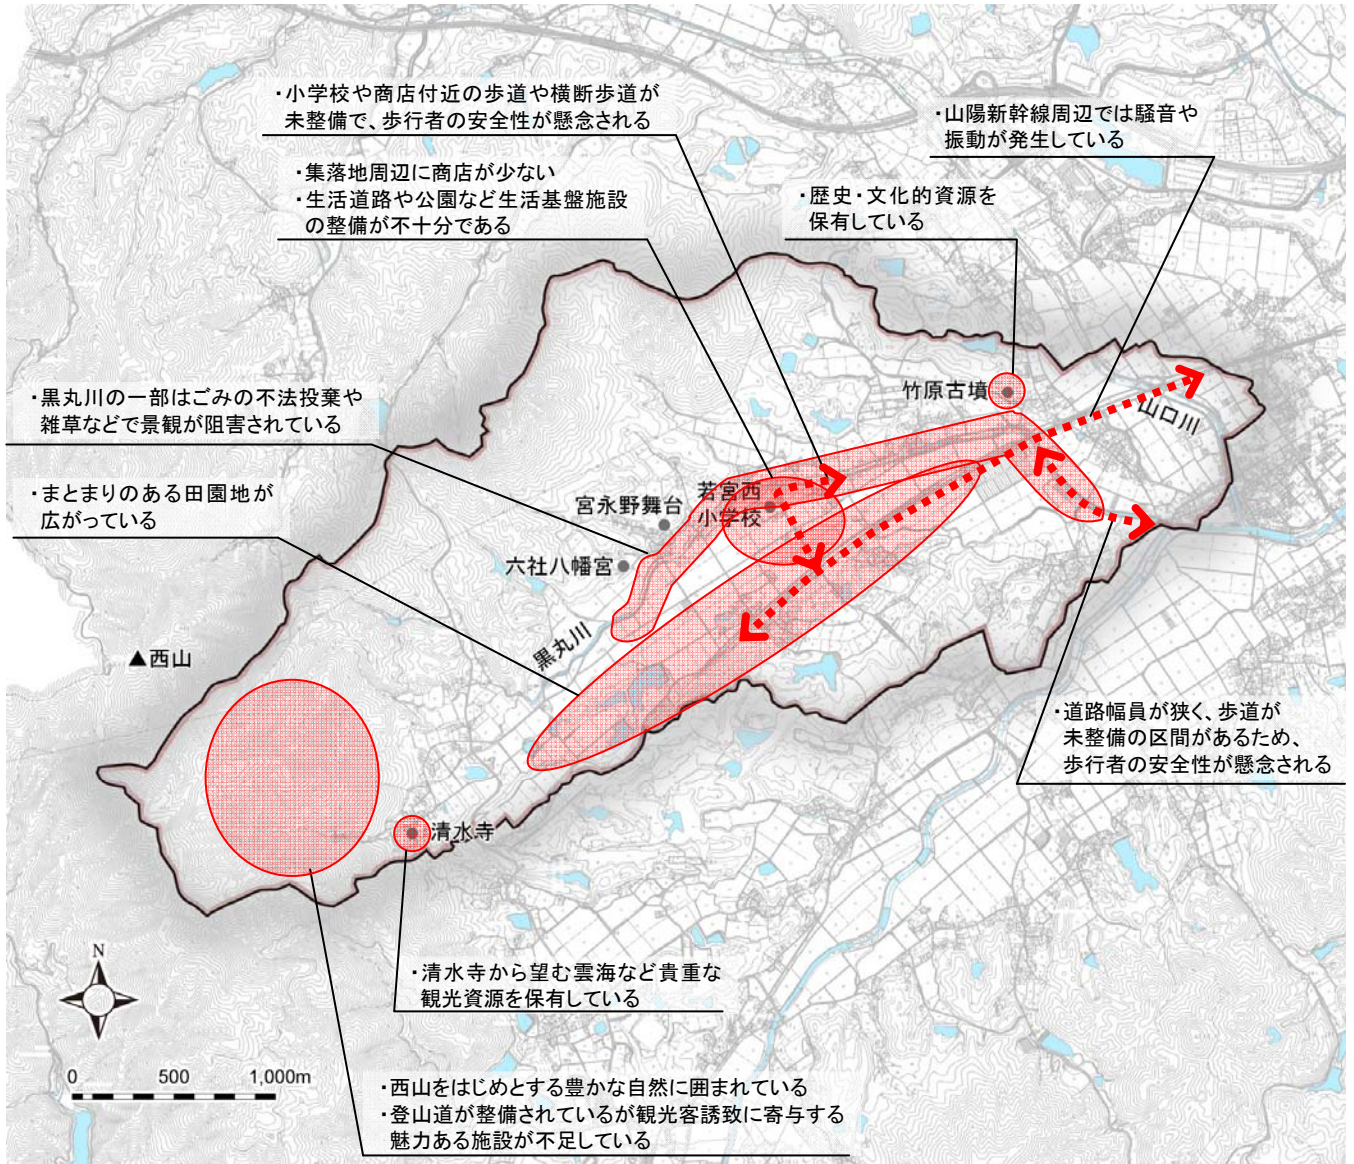 ・小学校や商店付近の歩道や横断歩道が
未整備で、歩行者の安全性が懸念される
・山陽新幹線周辺では騒音や
振動が発生している
・集落地周辺に商店が少ない
・生活道路や公園など生活基盤施設
の整備が不十分である
・歴史・文化的資源を
保有している
・黒丸川の一部はごみの不法投棄や
雑草などで景観が阻害されている
竹原古墳
山口川
・まとまりのある田園地が
広がっている
宮永野舞台
若宮西
小学校
六社八幡宮
黒丸川
▲西山
・道路幅員が狭く、歩道が
未整備の区間があるため、
歩行者の安全性が懸念される
清水寺
・清水寺から望む雲海など貴重な
観光資源を保有している
N
0 500 1,000m
・西山をはじめとする豊かな自然に囲まれている
・登山道が整備されているが観光客誘致に寄与する
魅力ある施設が不足している